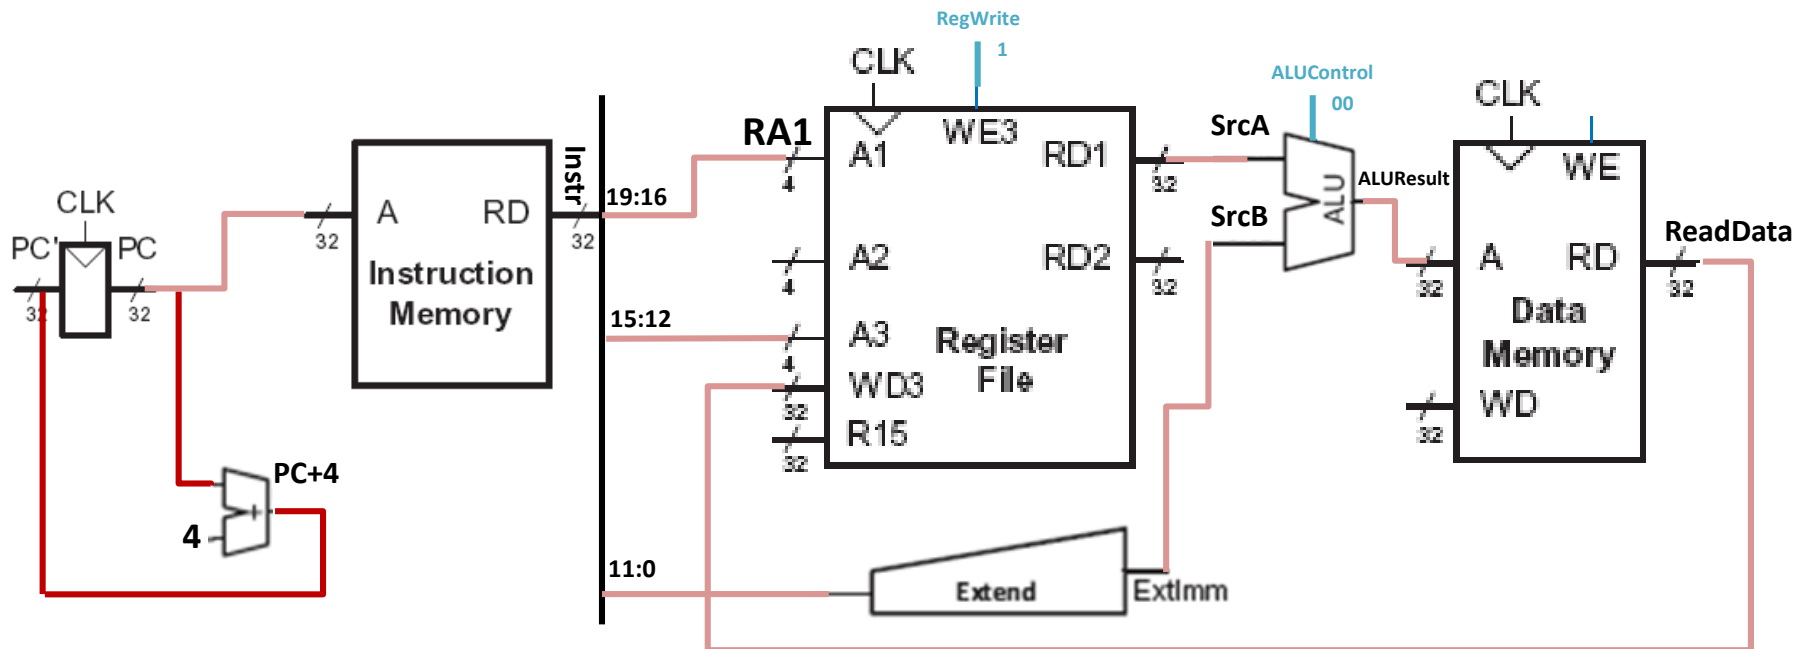 RegWrite
1
CLK
ALUControl
00
CLK
RA1
A1
WE3
RD1
SrcA
WE
4
32
ALUResult
Instr
19:16
ALU
CLK
A
RD
SrcB
PC'
PC
32
32
A2
RD2
A
RD
ReadData
32
32
4
32
32
32
Instruction
Memory
Data
Memory
15:12
A3
Register
File
4
WD3
32
R15
32
WD
32
PC+4
+
4
11:0
Extend
ExtImm